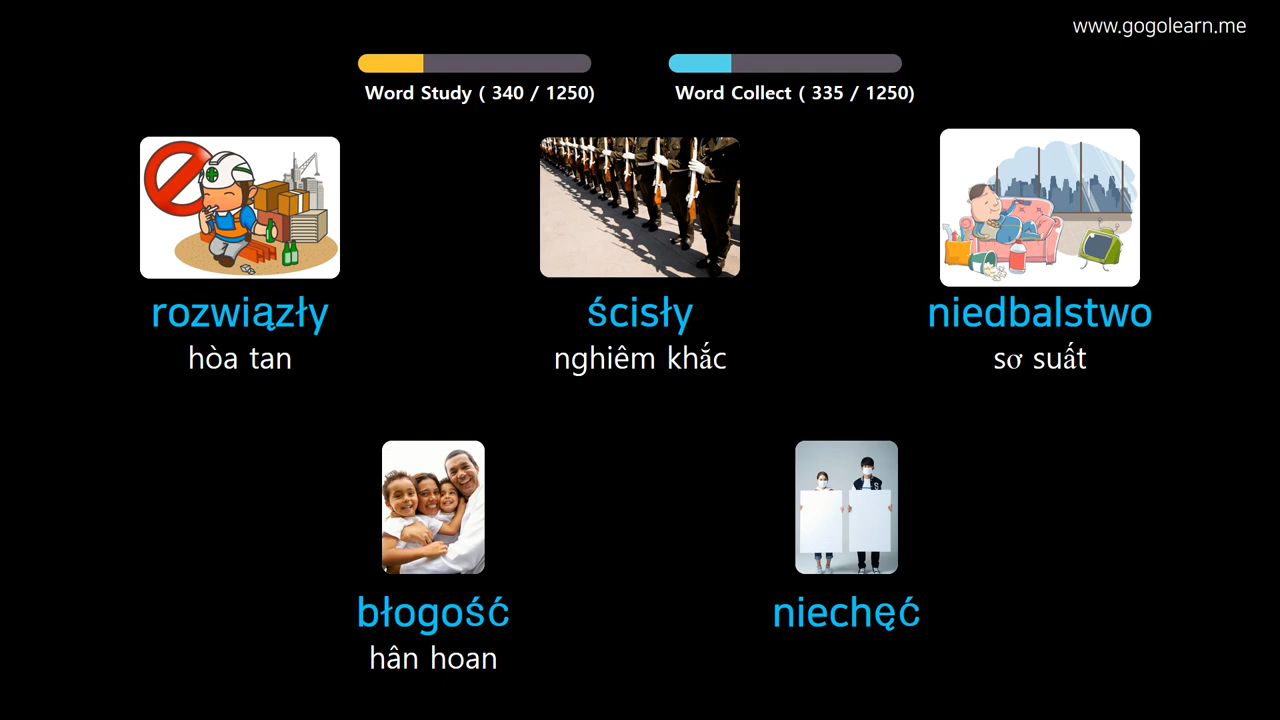 www.gogolearn.me
Word Study ( 340 / 1250)
Word Collect ( 335 / 1250)
rozwiązły
hòa tan
ścisły
nghiêm khắc
niedbalstwo
sơ suất
błogość
hân hoan
niechęć